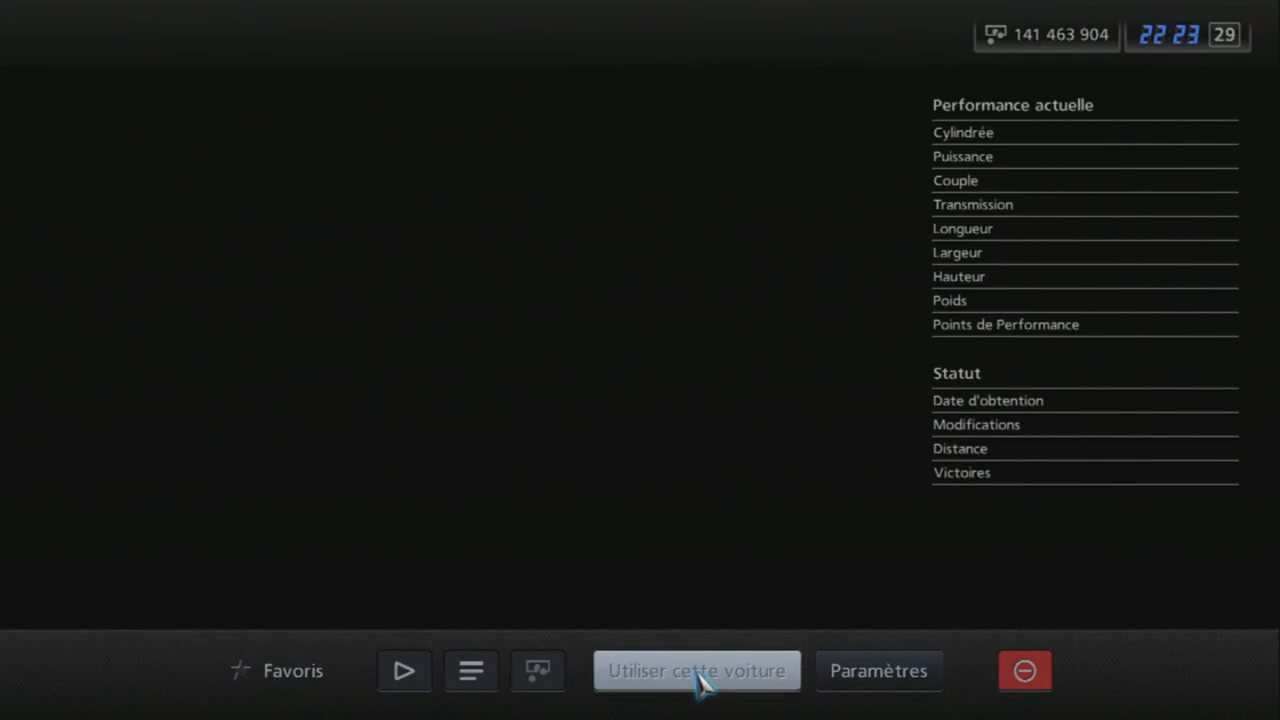 141 463 904
22:23
29
Performance actuelle
Cylindrée
Puissance
Couple
Transmission
Longueur
Largeur
Hauteur
Poids
Points de Performance
Statut
Date d'obtention
Modifications
Distance
Victoires
Favoris
Utiliser cette voiture
Paramètres